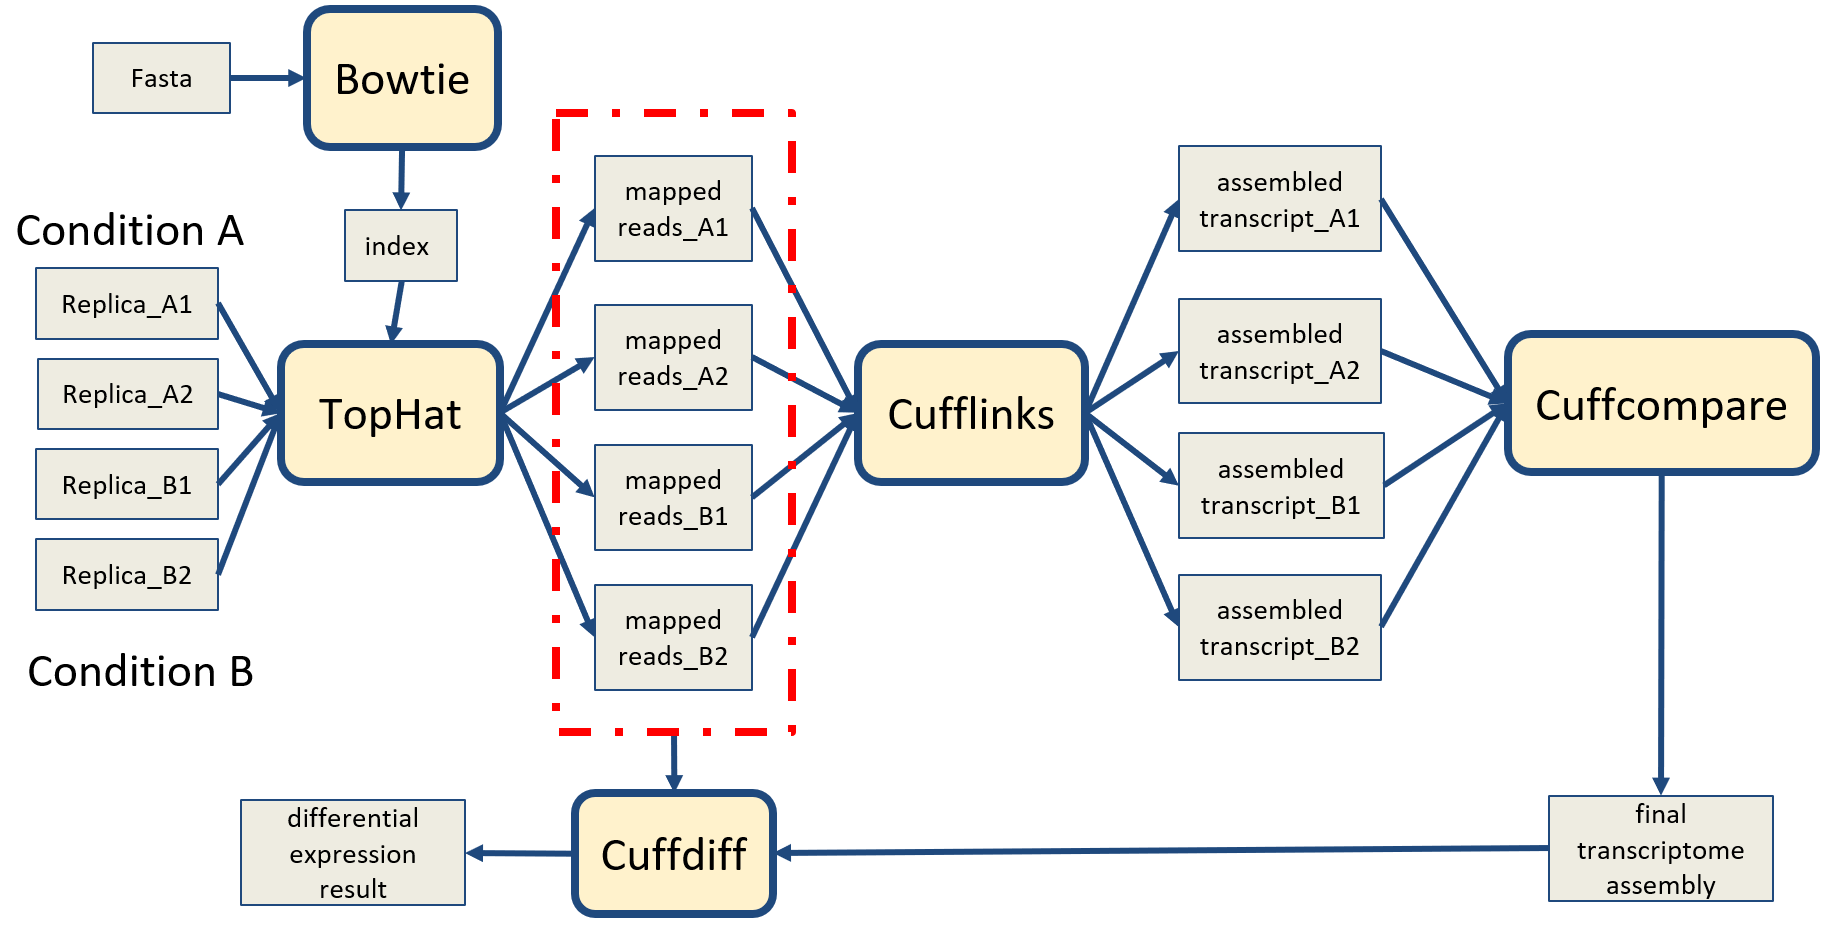 Fasta
Bowtie
index
Condition A
Replica_A1
Replica_A2
Replica_B1
Replica_B2
Condition B
TopHat
mapped
reads_A1
mapped
reads_A2
mapped
reads_B1
mapped
reads_B2
Cufflinks
assembled
transcript_A1
assembled
transcript_A2
assembled
transcript_B1
assembled
transcript_B2
Cuffcompare
final
transcriptome
assembly
Cuffdiff
differential
expression
result